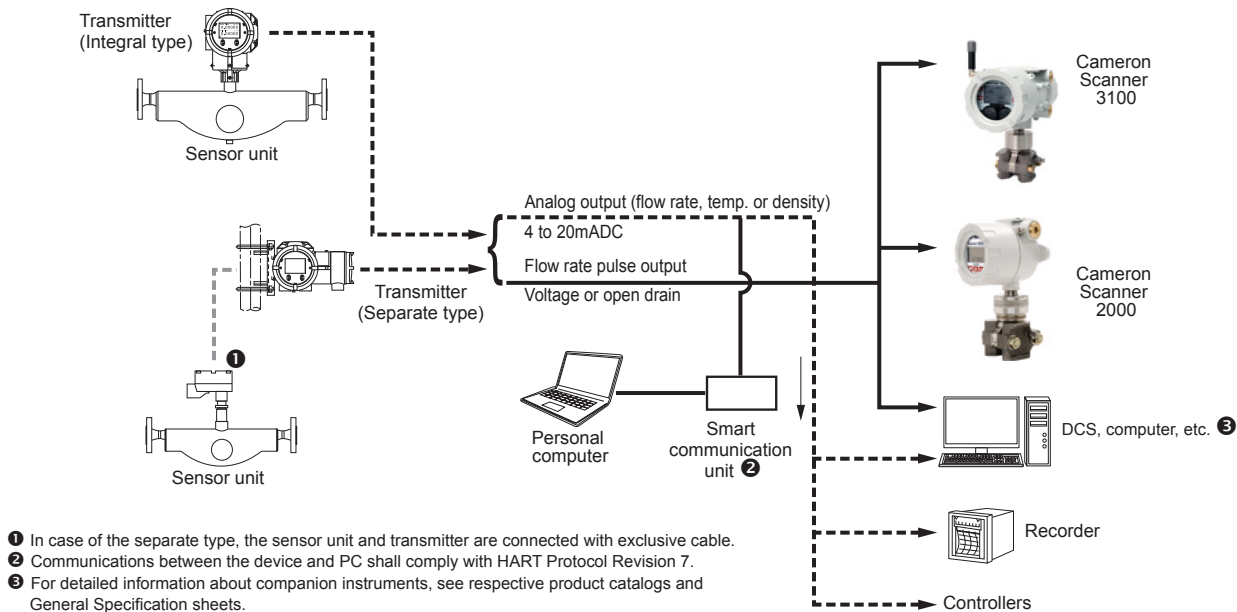 Transmitter
(Integral type)
Sensor unit
Transmitter
(Separate type)
❶
Sensor unit
Analog output (flow rate, temp. or density)
4 to 20mADC
Flow rate pulse output
Voltage or open drain
Personal
computer
Smart
communication
unit ❷
Cameron
Scanner
3100
Cameron
Scanner
2000
DCS, computer, etc. ❸
Recorder
Controllers
❶ In case of the separate type, the sensor unit and transmitter are connected with exclusive cable.
❷ Communications between the device and PC shall comply with HART Protocol Revision 7.
❸ For detailed information about companion instruments, see respective product catalogs and
General Specification sheets.